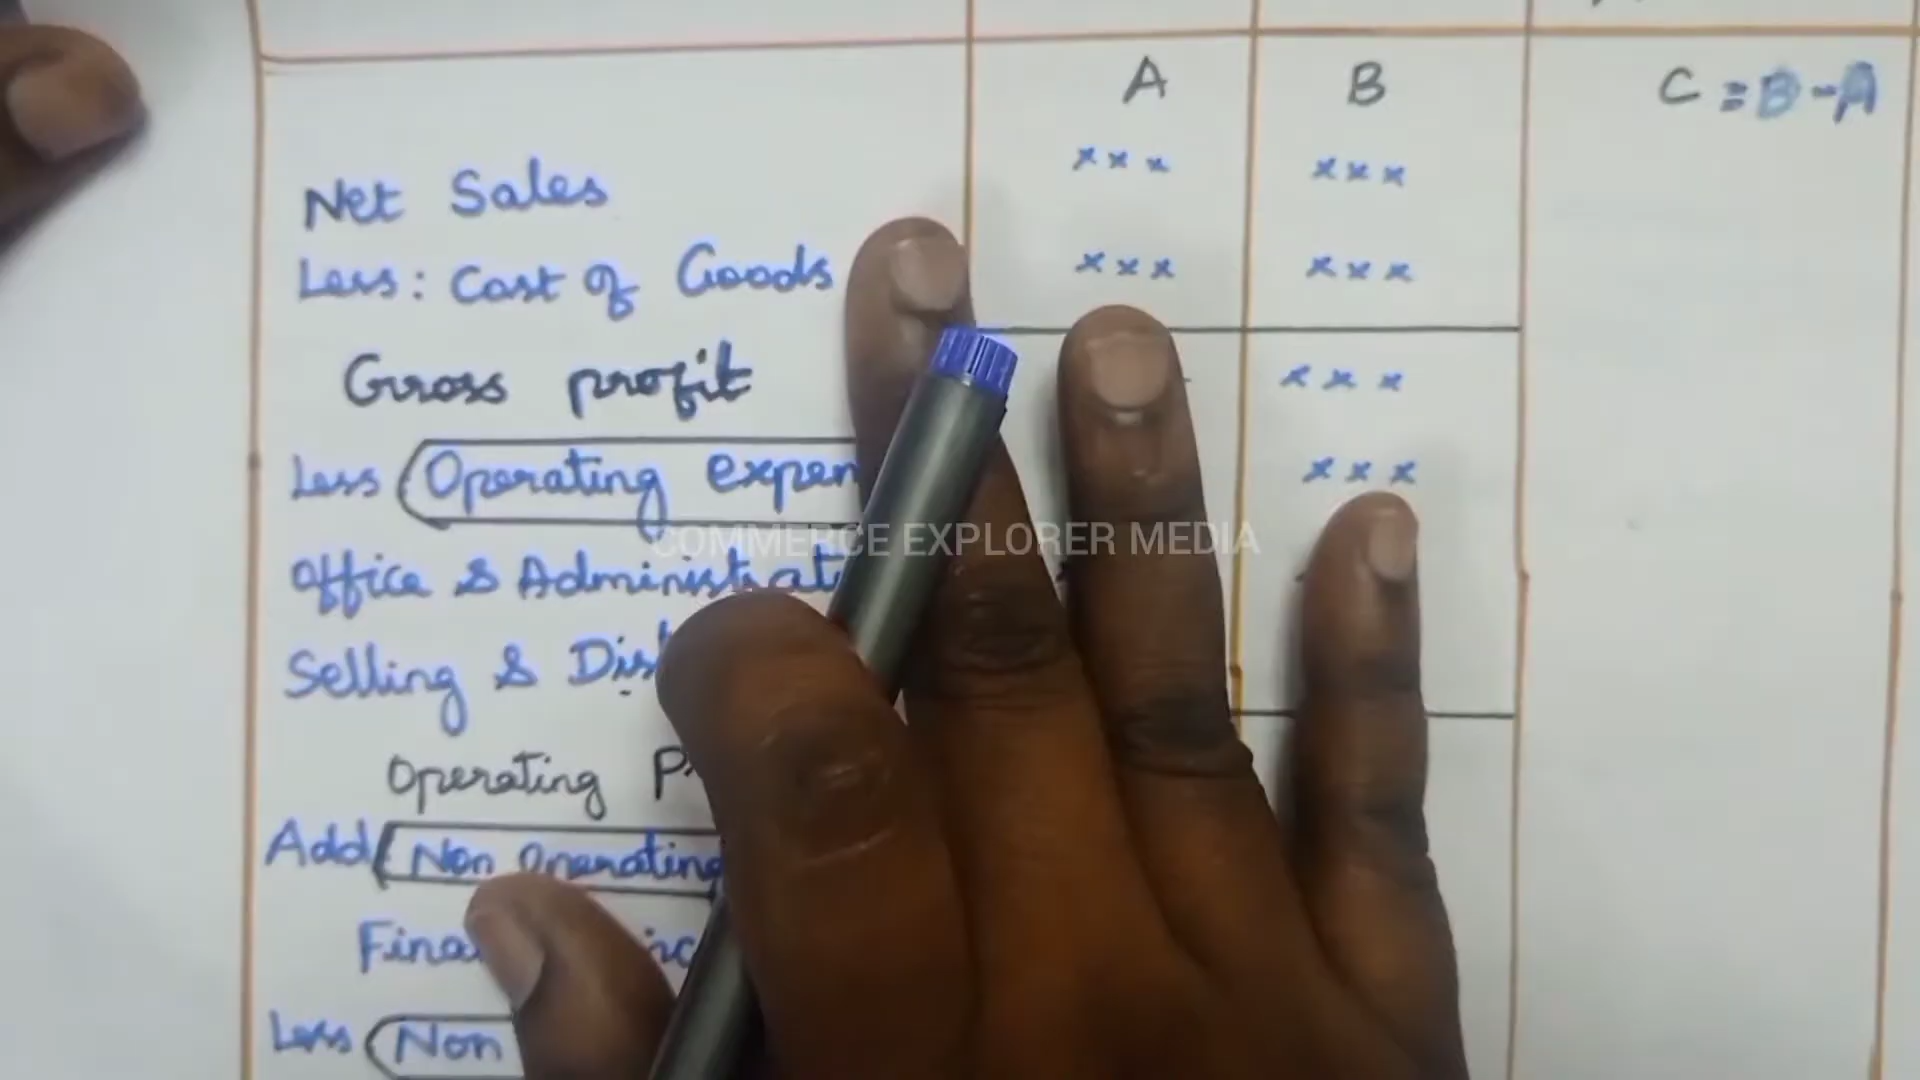 A B C = B - A
Net Sales xxx xxx
Less: Cost of Goods xxx xxx
Gross profit xxx
Less Operating expen xxx
COMMERCE EXPLORER MEDIA
Office & Administrat
Selling & Dis
Operating P
Add Non Operating
Fina
Less Non